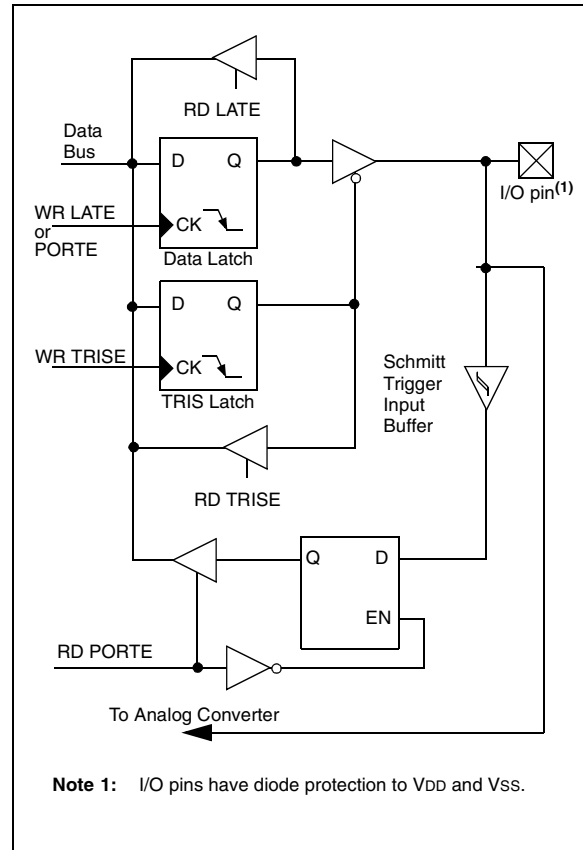 RD LATE
Data
Bus
D Q
I/O pin(1)
WR LATE
or
PORTE
CK
Data Latch
D Q
WR TRISE
CK
TRIS Latch
Schmitt
Trigger
Input
Buffer
RD TRISE
Q D
EN
RD PORTE
To Analog Converter
Note 1: I/O pins have diode protection to VDD and VSS.